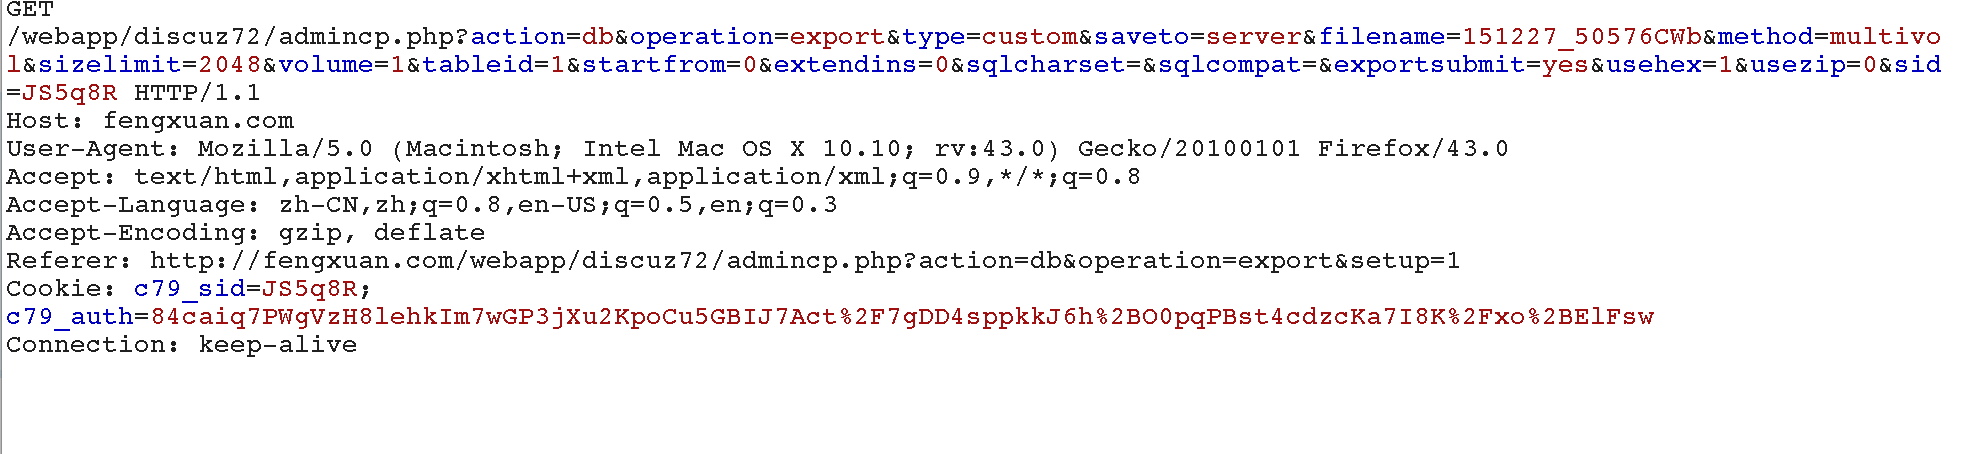 GET
/webapp/discuz72/admincp.php?action=db&operation=export&type=custom&saveto=server&filename=151227_50576CWb&method=multivo
l&sizelimit=2048&volume=1&tableid=1&startfrom=0&extendins=0&sqlcharset=&sqlcompat=&exportsubmit=yes&usehex=1&usezip=0&sid
=JS5q8R HTTP/1.1
Host: fengxuan.com
User-Agent: Mozilla/5.0 (Macintosh; Intel Mac OS X 10.10; rv:43.0) Gecko/20100101 Firefox/43.0
Accept: text/html,application/xhtml+xml,application/xml;q=0.9,*/*;q=0.8
Accept-Language: zh-CN,zh;q=0.8,en-US;q=0.5,en;q=0.3
Accept-Encoding: gzip, deflate
Referer: http://fengxuan.com/webapp/discuz72/admincp.php?action=db&operation=export&setup=1
Cookie: c79_sid=JS5q8R;
c79_auth=84caiq7PWgVzH8lehkIm7wGP3jXu2KpoCu5GBIJ7Act%2F7gDD4sppkkJ6h%2BO0pqPBst4cdzcKa7I8K%2Fxo%2BElFsw
Connection: keep-alive